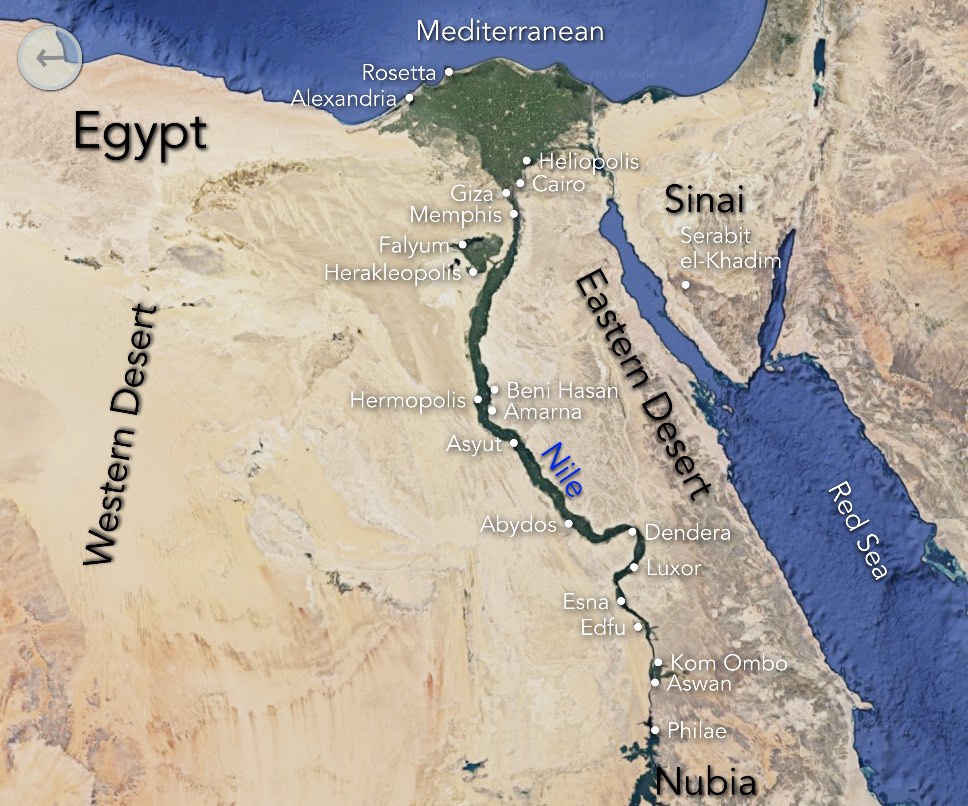 Mediterranean
Rosetta
Alexandria
Egypt
Heliopolis
Cairo
Giza
Memphis
Sinai
Serabit
el-Khadim
Falyum
Herakleopolis
Eastern Desert
Western Desert
Beni Hasan
Hermopolis
Amarna
Asyut
Nile
Red Sea
Abydos
Dendera
Luxor
Esna
Edfu
Kom Ombo
Aswan
Philae
Nubia